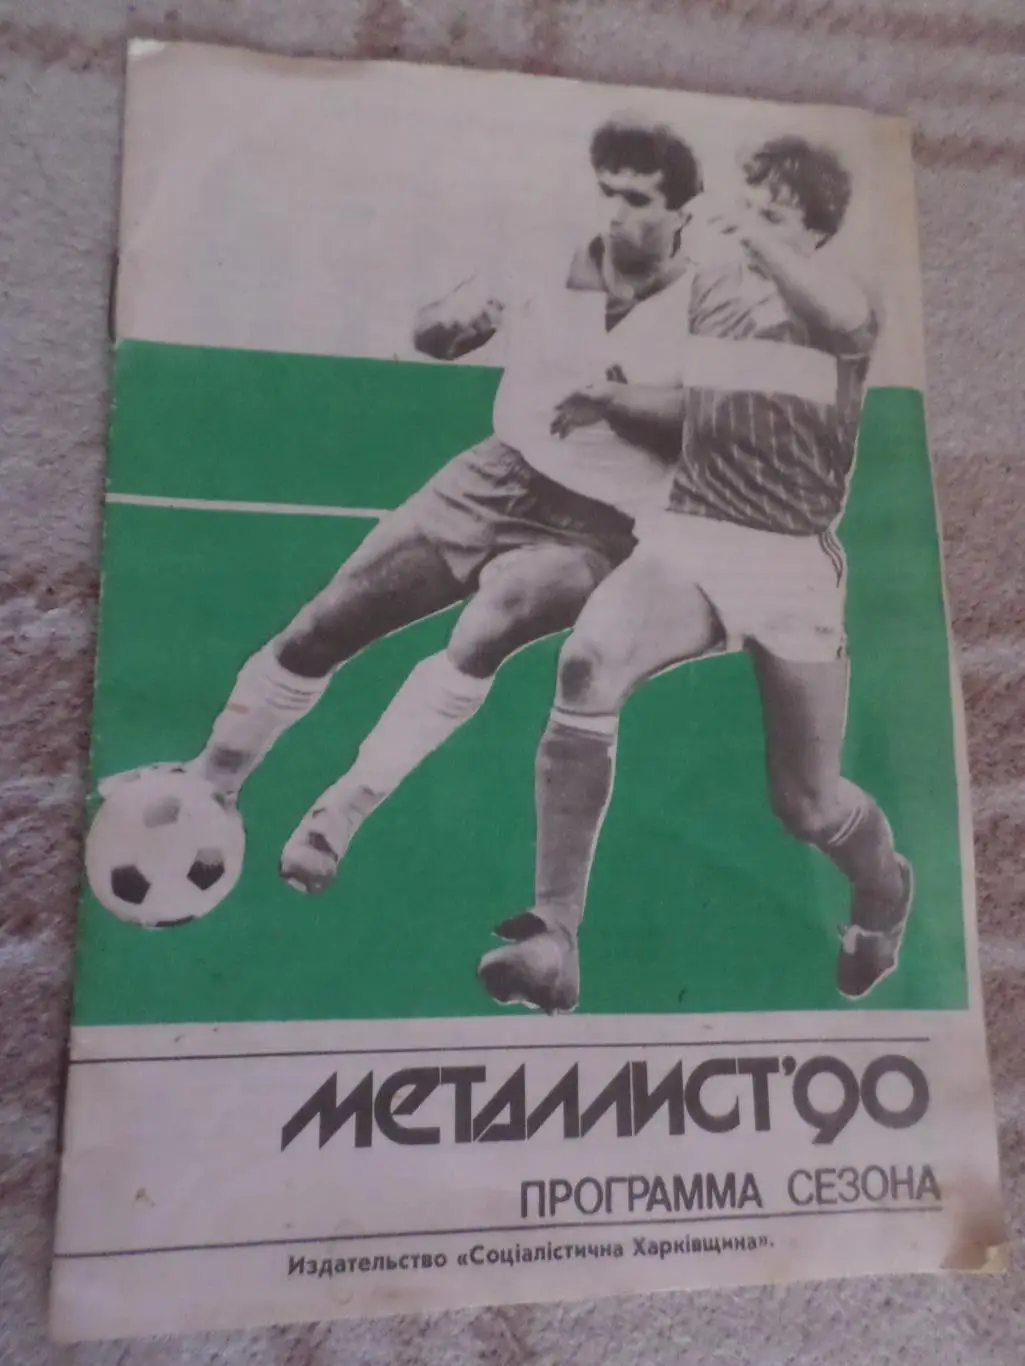 МЕТАЛЛИСТ'90
ПРОГРАММА СЕЗОНА
Издательство «Соціалістична Харківщина».